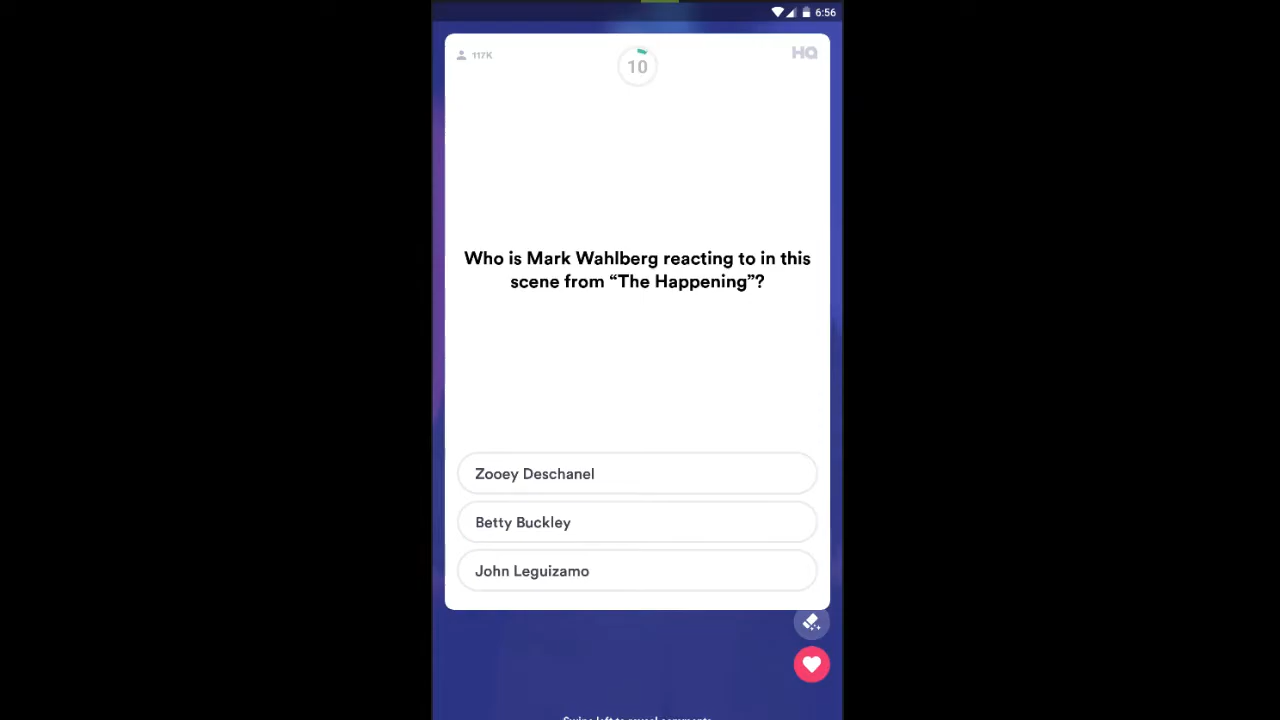 6:56
117K
10
HQ
Who is Mark Wahlberg reacting to in this
scene from “The Happening”?
Zooey Deschanel
Betty Buckley
John Leguizamo